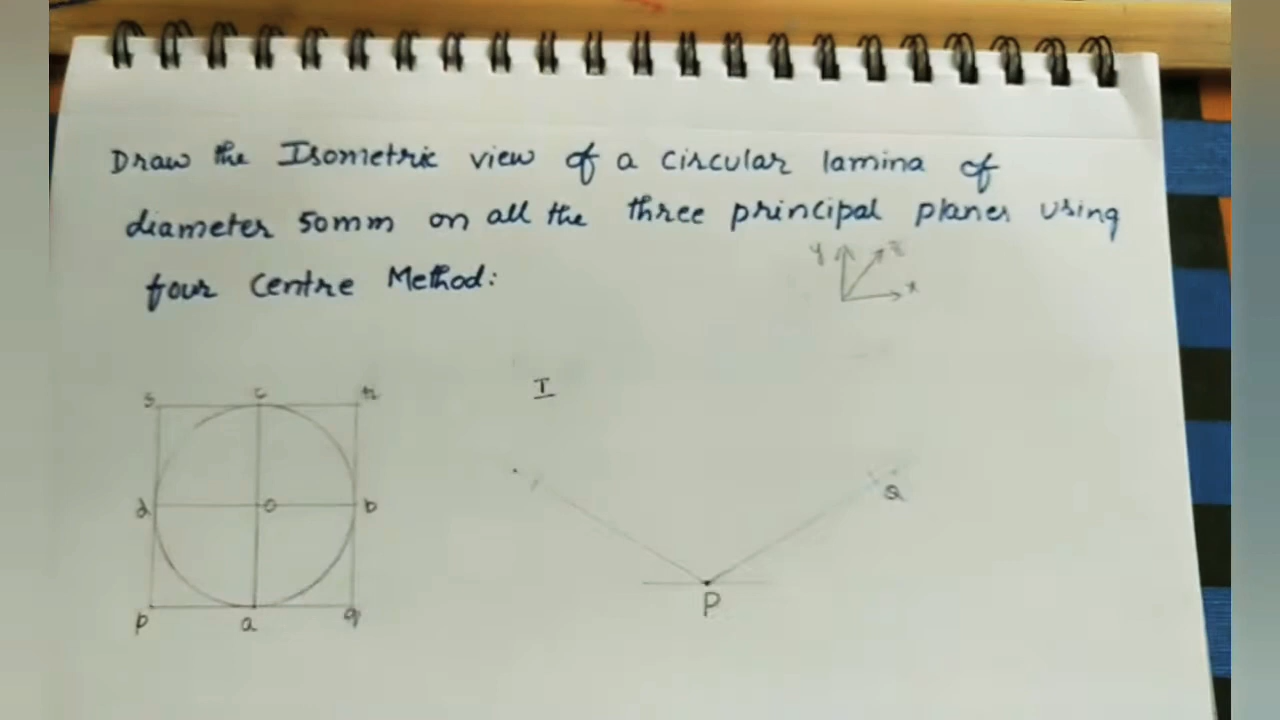 Draw the Isometric view of a circular lamina of
diameter 50mm on all the three principal planes using
four Centre Method:
y z
x
s c r
I
d o b
Q
P
p a q